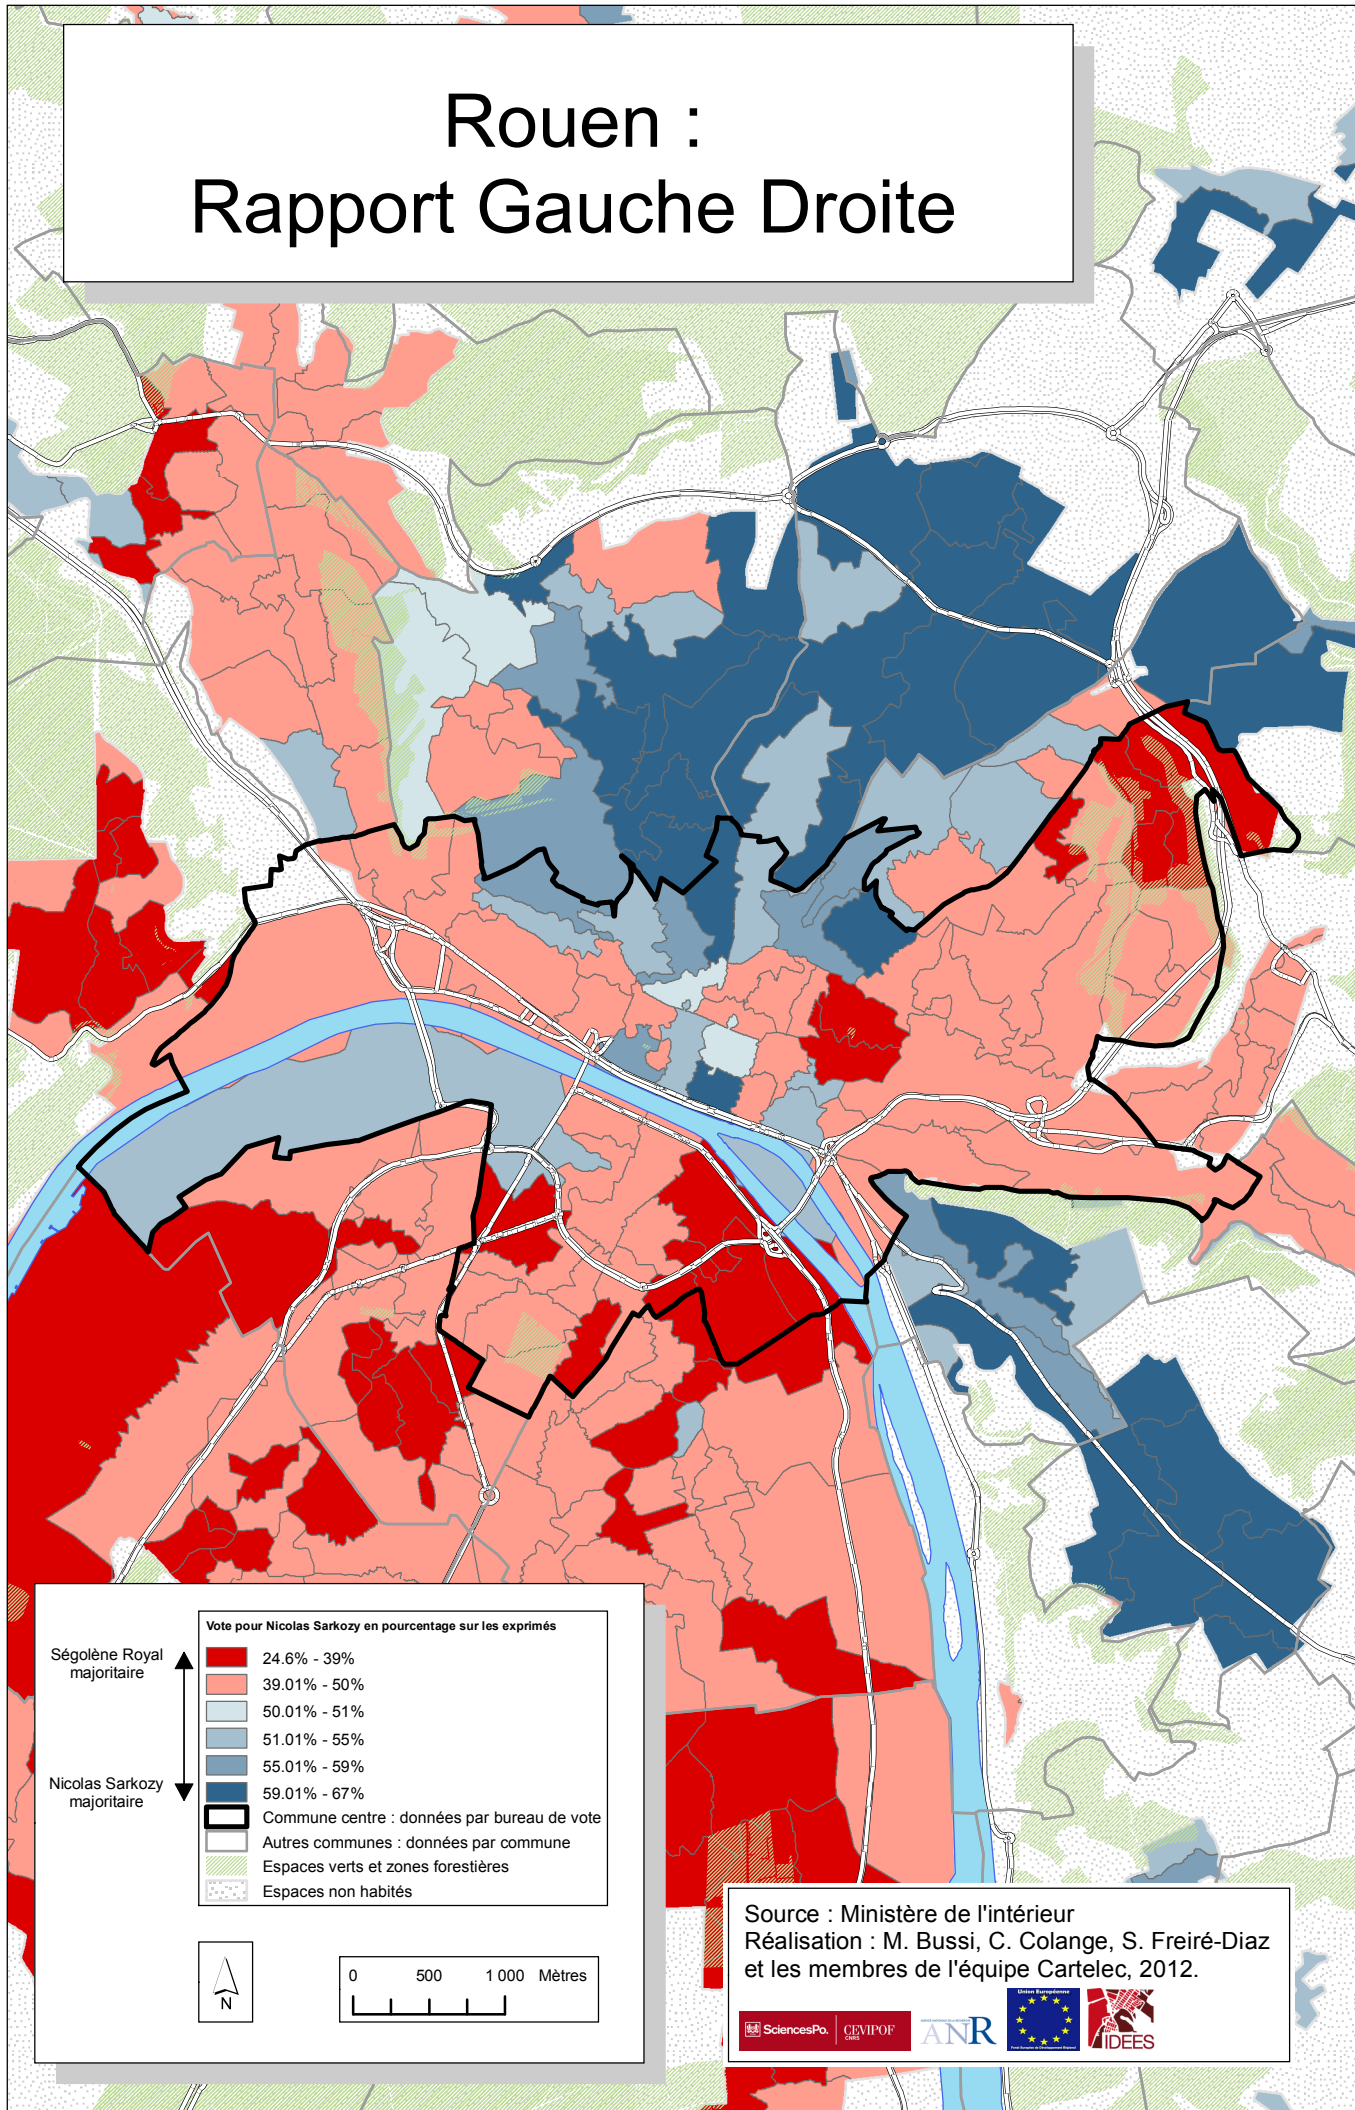 Rouen :
Rapport Gauche Droite
Vote pour Nicolas Sarkozy en pourcentage sur les exprimés
Ségolène Royal
majoritaire
Nicolas Sarkozy
majoritaire
24.6% - 39%
39.01% - 50%
50.01% - 51%
51.01% - 55%
55.01% - 59%
59.01% - 67%
Commune centre : données par bureau de vote
Autres communes : données par commune
Espaces verts et zones forestières
Espaces non habités
N
0 500 1 000 Mètres
Source : Ministère de l'intérieur
Réalisation : M. Bussi, C. Colange, S. Freiré-Diaz
et les membres de l'équipe Cartelec, 2012.
SciencesPo.
CEVIPOF
CNRS
ANR
Union Européenne
IDEES